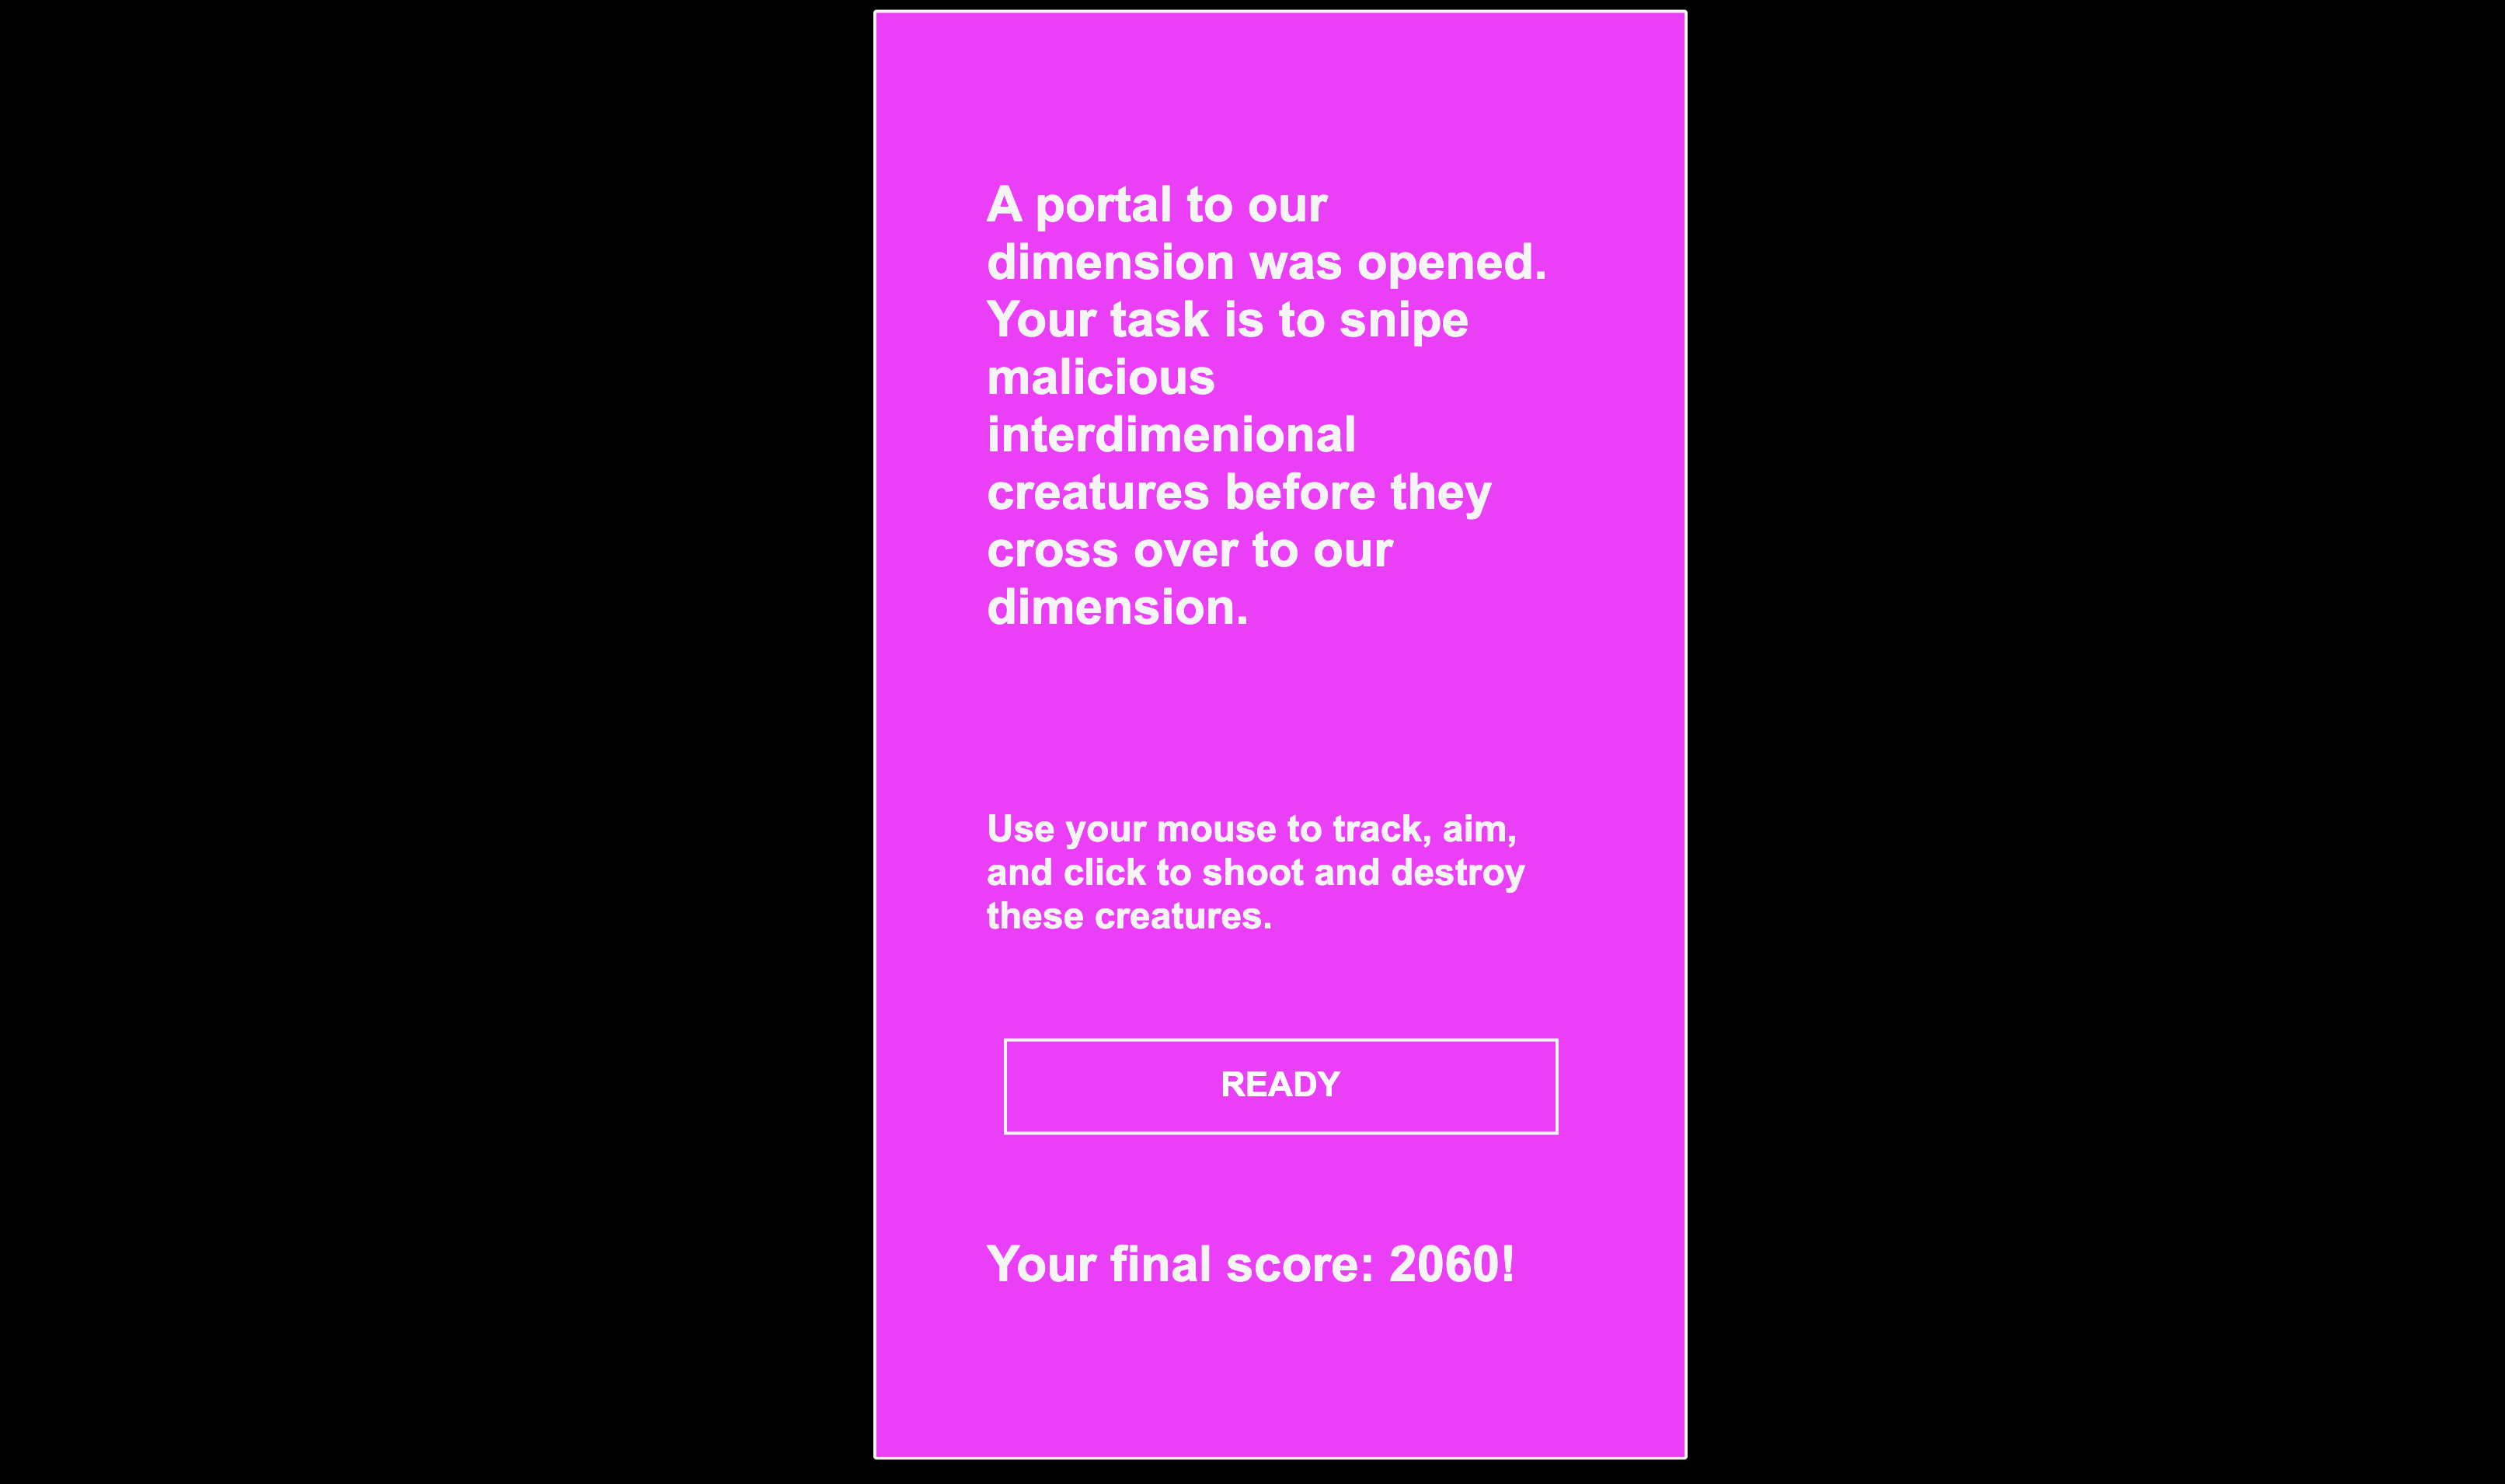 A portal to our
dimension was opened.
Your task is to snipe
malicious
interdimenional
creatures before they
cross over to our
dimension.
Use your mouse to track, aim,
and click to shoot and destroy
these creatures.
READY
Your final score: 2060!